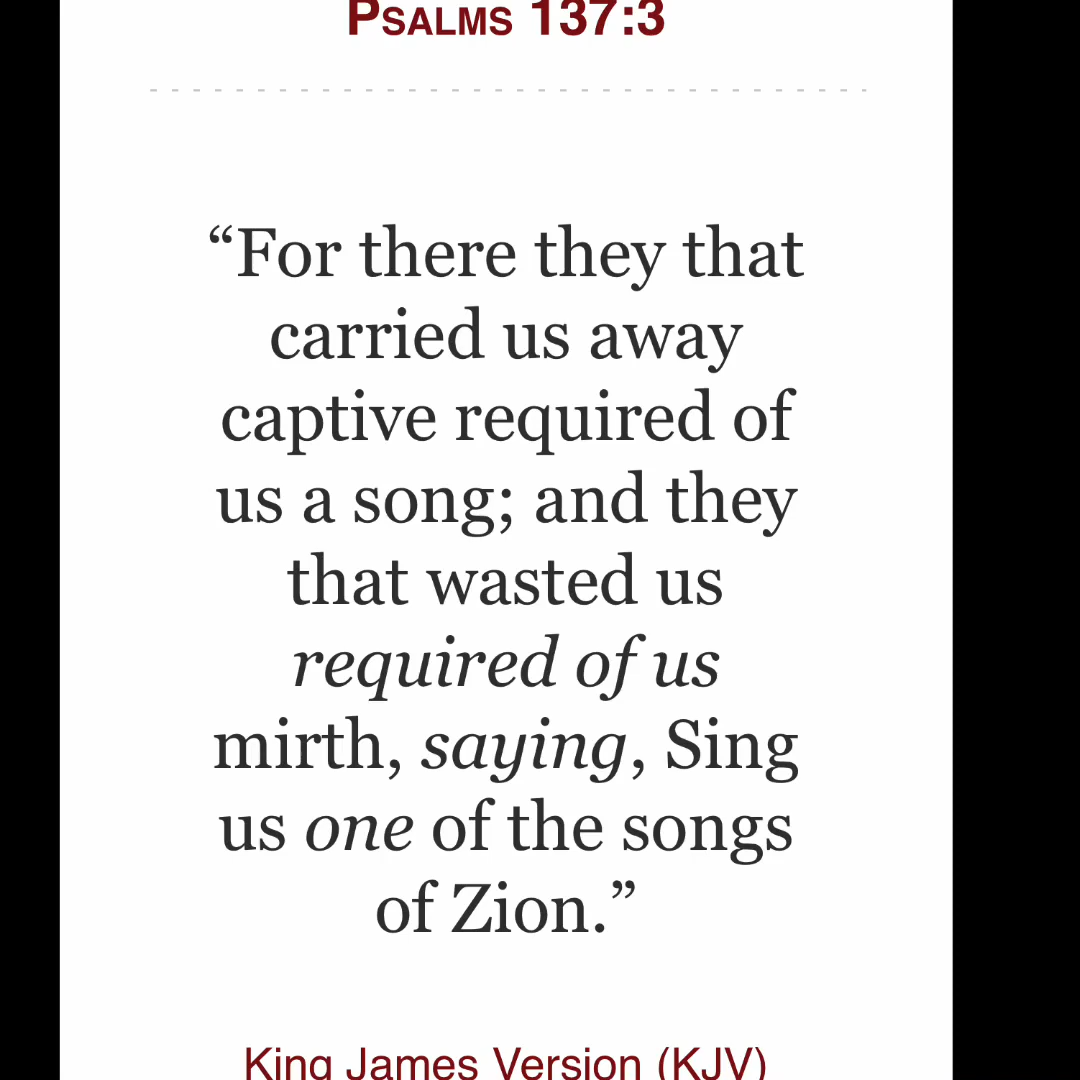 Psalms 137:3
“For there they that
carried us away
captive required of
us a song; and they
that wasted us
required of us
mirth, saying, Sing
us one of the songs
of Zion.”
King James Version (KJV)